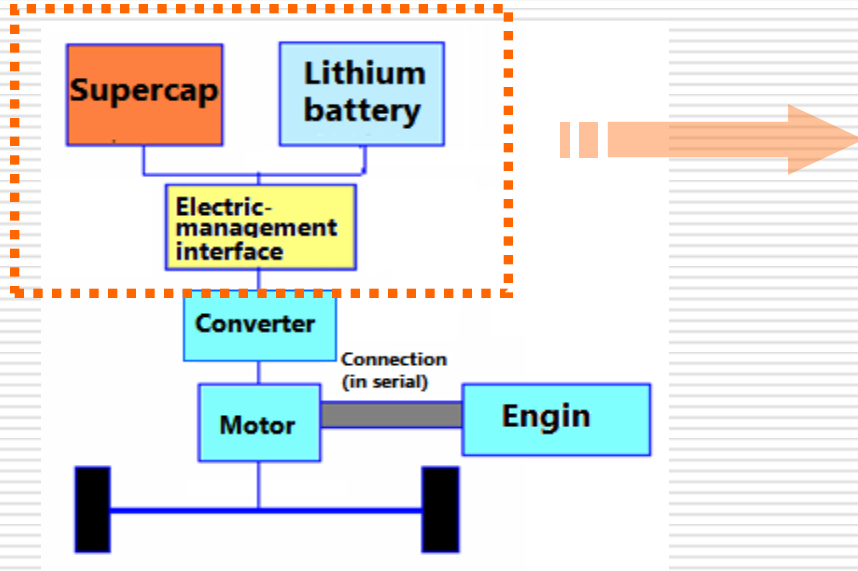 Supercap
Lithium
battery
Electric-
management
interface
Converter
Connection
(in serial)
Motor
Engin